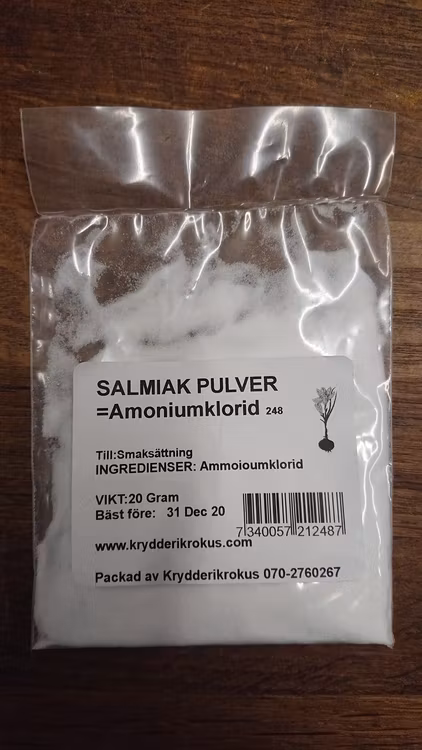 SALMIAK PULVER
=Amoniumklorid 248
Till:Smaksättning
INGREDIENSER: Ammoioumklorid
VIKT:20 Gram
Bäst före: 31 Dec 20
7 340057 212487
www.krydderikrokus.com
Packad av Krydderikrokus 070-2760267